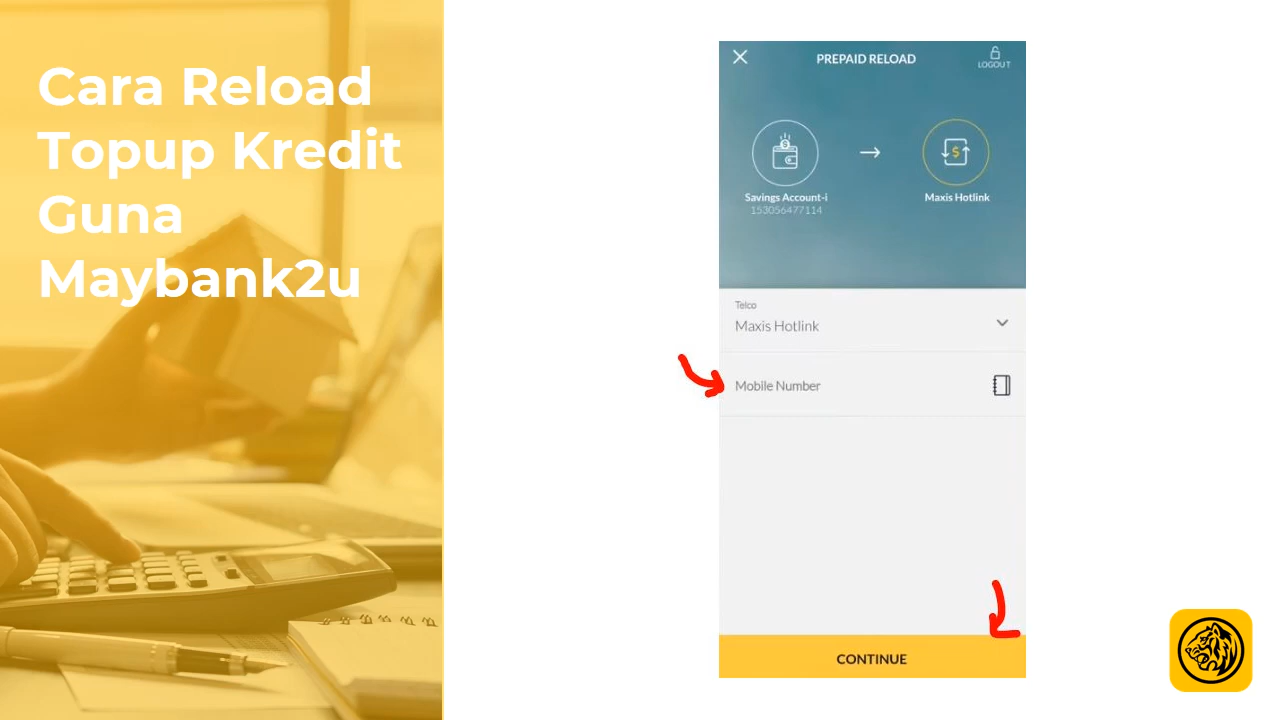 Cara Reload
Topup Kredit
Guna
Maybank2u
PREPAID RELOAD
LOGOUT
Savings Account-i
153056477114
Maxis Hotlink
Telco
Maxis Hotlink
Mobile Number
CONTINUE